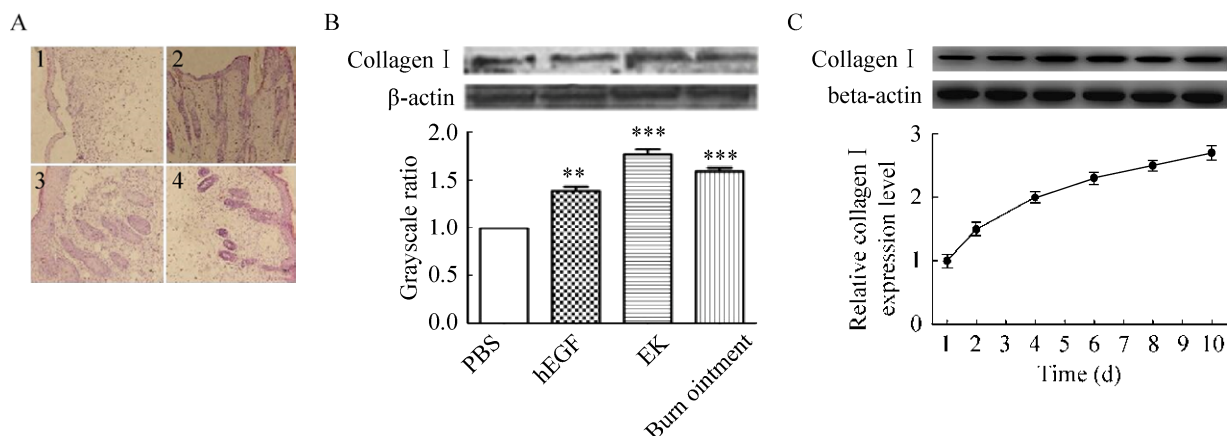 A
1
2
3
4
B
Collagen Ⅰ
β-actin
Grayscale ratio
2.0
1.5
1.0
0.5
0.0
**
***
***
PBS
hEGF
EK
Burn ointment
C
Collagen Ⅰ
beta-actin
Relative collagen Ⅰ
expression level
3
2
1
0
1 2 3 4 5 6 7 8 9 10
Time (d)